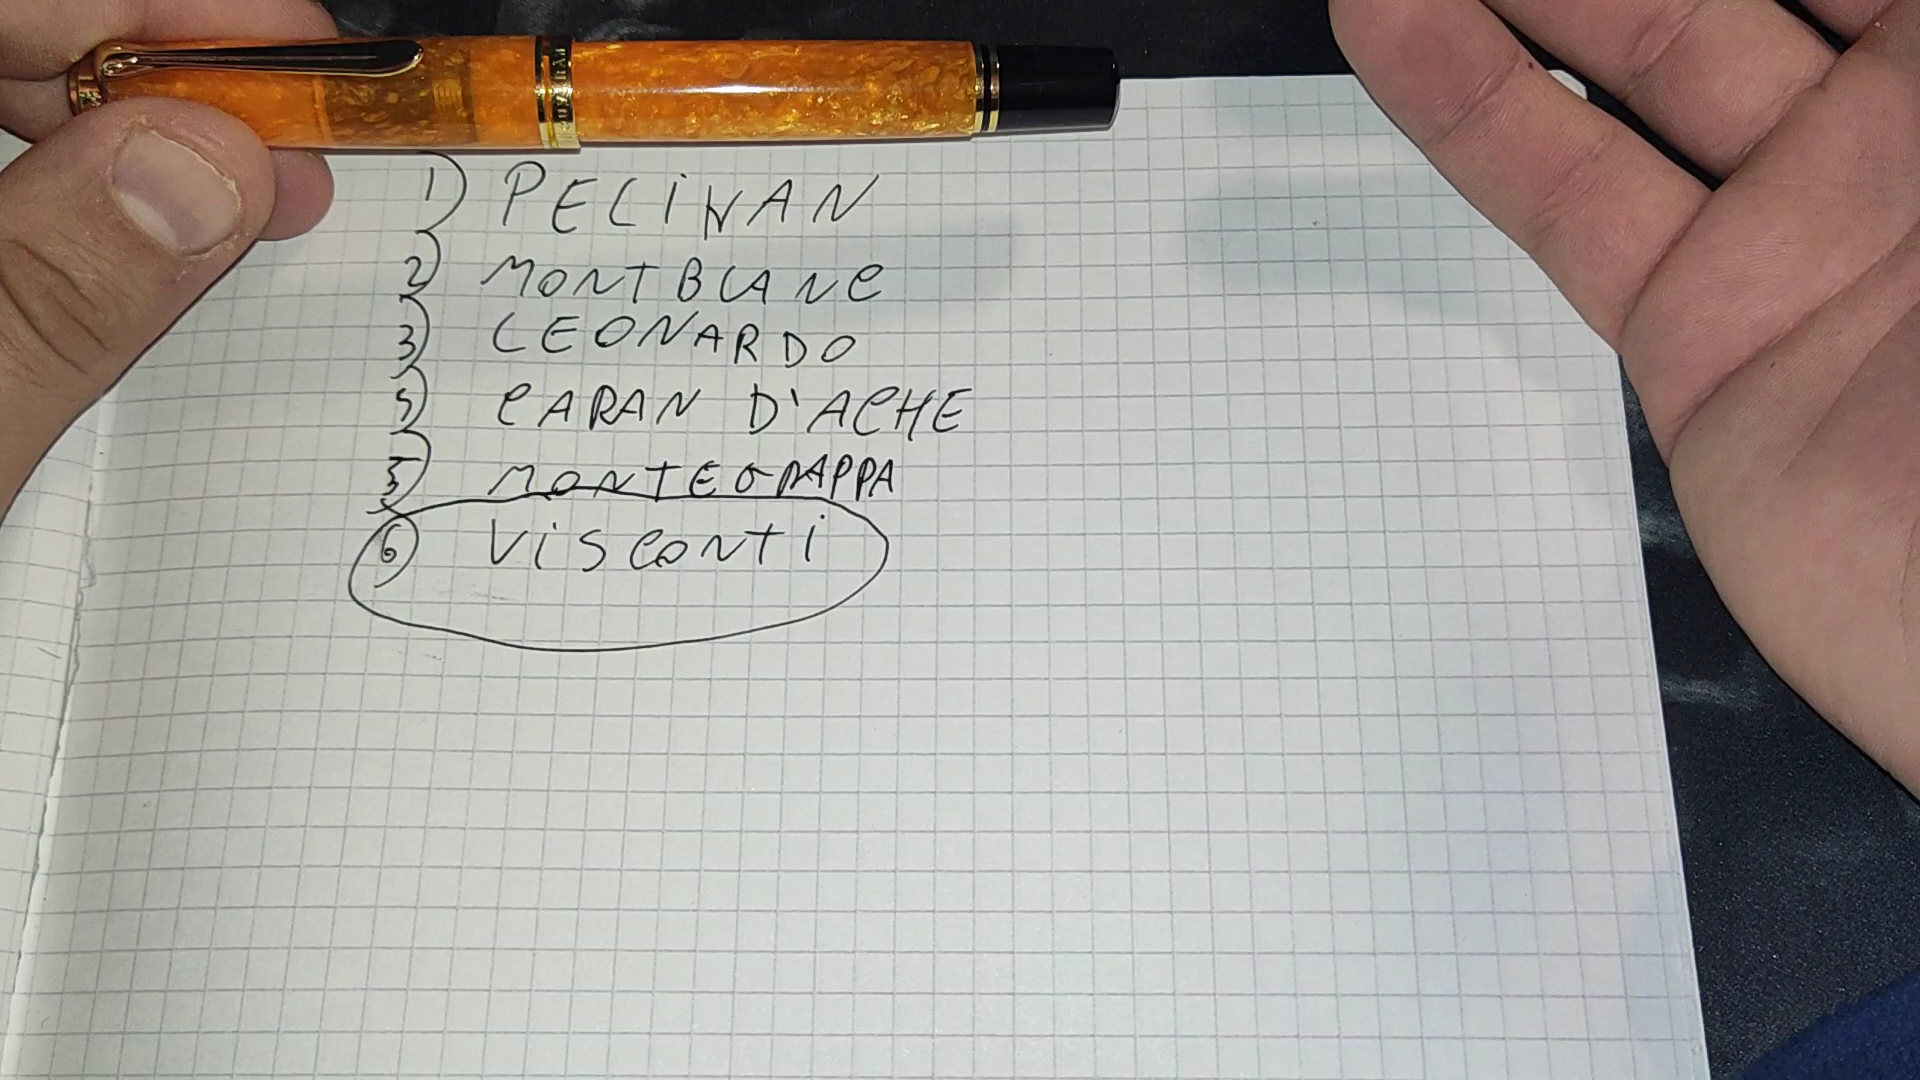 1) PELIKAN
2) MONTBLANC
3) LEONARDO
4) CARAN D'ACHE
5) MONTEGRAPPA
6) VISCONTI